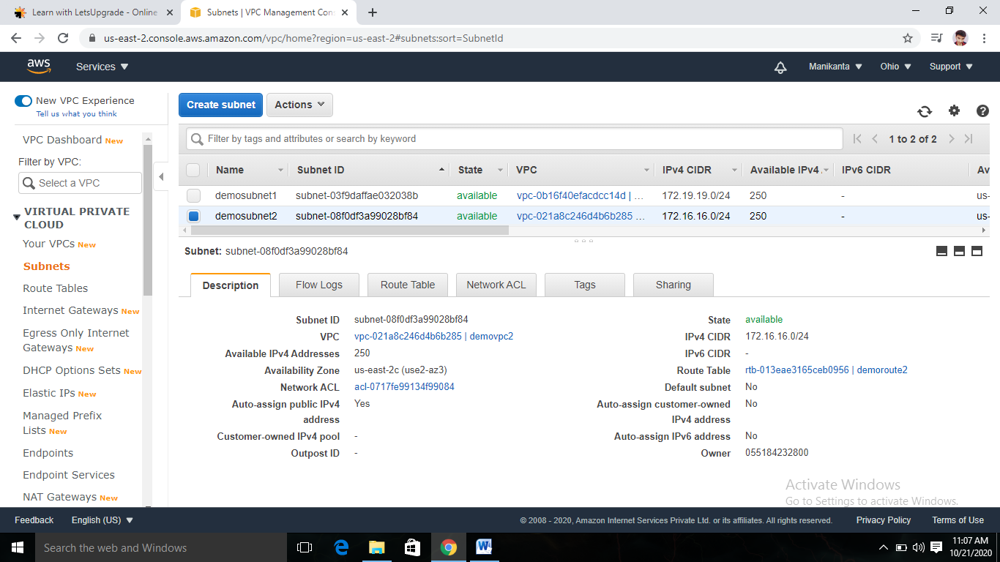 Learn with LetsUpgrade - Online
Subnets | VPC Management Con
us-east-2.console.aws.amazon.com/vpc/home?region=us-east-2#subnets:sort=SubnetId
aws
Services
Manikanta
Ohio
Support
New VPC Experience
Tell us what you think
VPC Dashboard New
Filter by VPC:
Select a VPC
VIRTUAL PRIVATE
CLOUD
Your VPCs New
Subnets
Route Tables
Internet Gateways New
Egress Only Internet
Gateways New
DHCP Options Sets New
Elastic IPs New
Managed Prefix
Lists New
Endpoints
Endpoint Services
NAT Gateways New
Create subnet
Actions
Filter by tags and attributes or search by keyword
1 to 2 of 2
Name Subnet ID State VPC IPv4 CIDR Available IPv4 IPv6 CIDR Av
demosubnet1 subnet-03f9daffae032038b available vpc-0b16f40efacdcc14d | ... 172.19.19.0/24 250 - us-
demosubnet2 subnet-08f0df3a99028bf84 available vpc-021a8c246d4b6b285 ... 172.16.16.0/24 250 - us-
Subnet: subnet-08f0df3a99028bf84
Description Flow Logs Route Table Network ACL Tags Sharing
Subnet ID subnet-08f0df3a99028bf84
VPC vpc-021a8c246d4b6b285 | demovpc2
Available IPv4 Addresses 250
Availability Zone us-east-2c (use2-az3)
Network ACL acl-0717fe99134f99084
Auto-assign public IPv4 Yes
address
Customer-owned IPv4 pool -
Outpost ID -
State available
IPv4 CIDR 172.16.16.0/24
IPv6 CIDR -
Route Table rtb-013eae3165ceb0956 | demoroute2
Default subnet No
Auto-assign customer-owned No
IPv4 address
Auto-assign IPv6 address No
Owner 055184232800
Activate Windows
Go to Settings to activate Windows.
Feedback
English (US)
© 2008 - 2020, Amazon Internet Services Private Ltd. or its affiliates. All rights reserved.
Privacy Policy
Terms of Use
Search the web and Windows
11:07 AM
10/21/2020